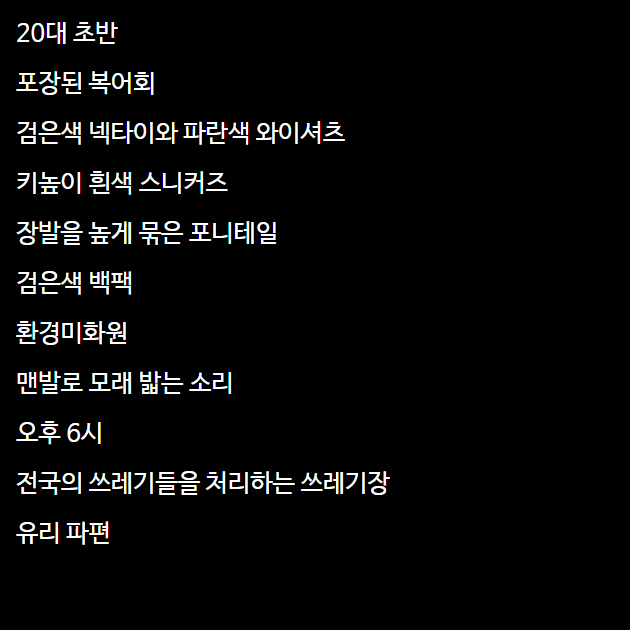 20대 초반
포장된 복어회
검은색 넥타이와 파란색 와이셔츠
키높이 흰색 스니커즈
장발을 높게 묶은 포니테일
검은색 백팩
환경미화원
맨발로 모래 밟는 소리
오후 6시
전국의 쓰레기들을 처리하는 쓰레기장
유리 파편